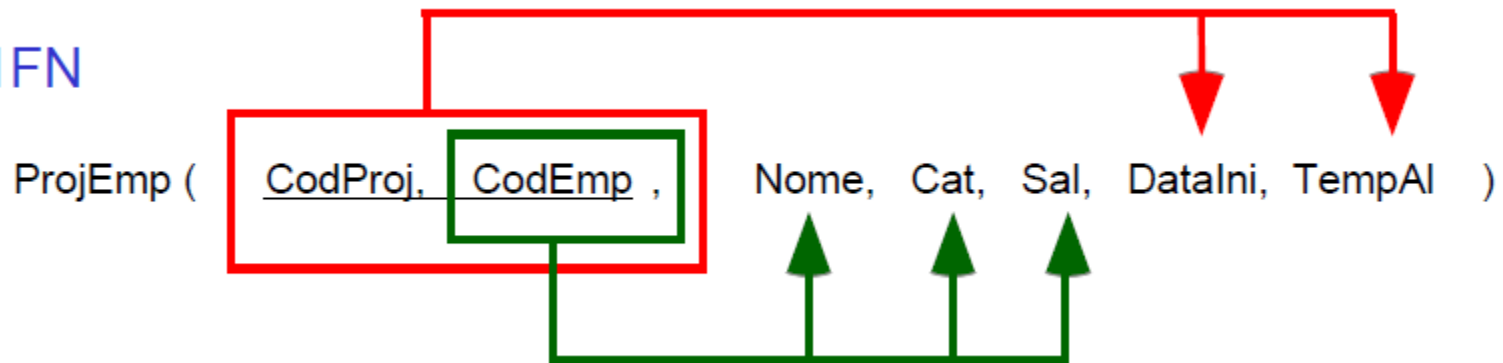 1FN
ProjEmp ( CodProj, CodEmp , Nome, Cat, Sal, DataIni, TempAl )